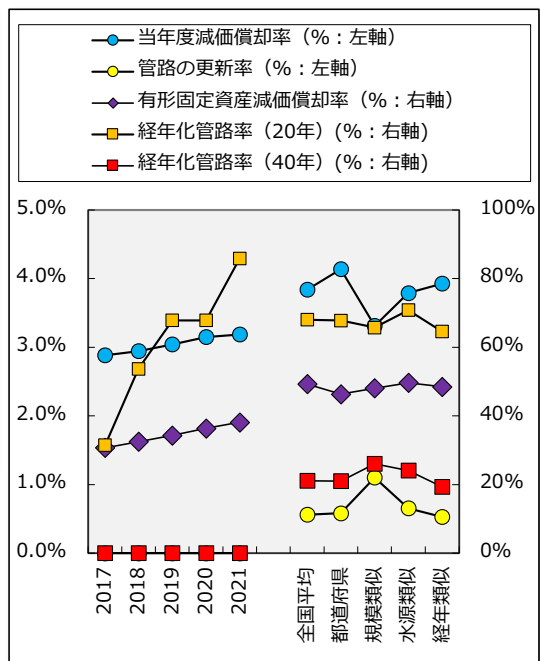 当年度減価償却率（%：左軸）
管路の更新率（%：左軸）
有形固定資産減価償却率（%：右軸）
経年化管路率（20年）(%：右軸)
経年化管路率（40年）(%：右軸)
5.0%
4.0%
3.0%
2.0%
1.0%
0.0%
100%
80%
60%
40%
20%
0%
2017
2018
2019
2020
2021
全国平均
都道府県
規模類似
水源類似
経年類似